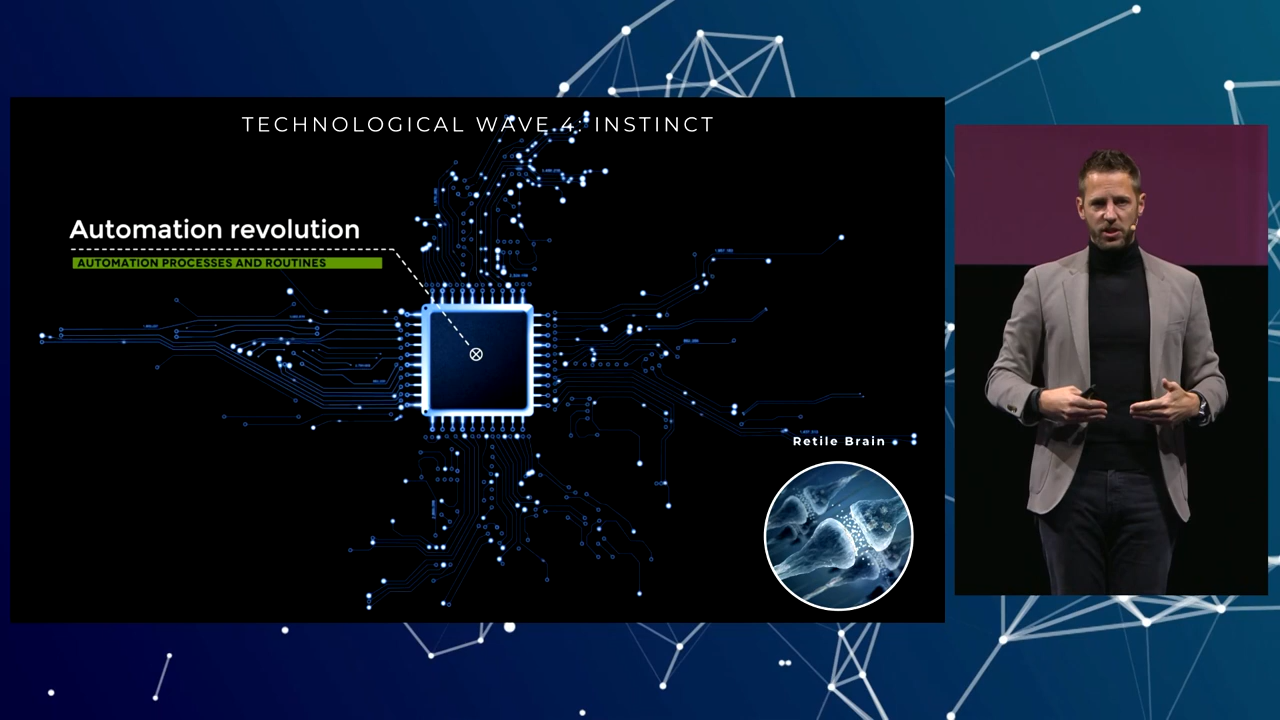 TECHNOLOGICAL WAVE 4: INSTINCT
Automation revolution
AUTOMATION PROCESSES AND ROUTINES
Retile Brain